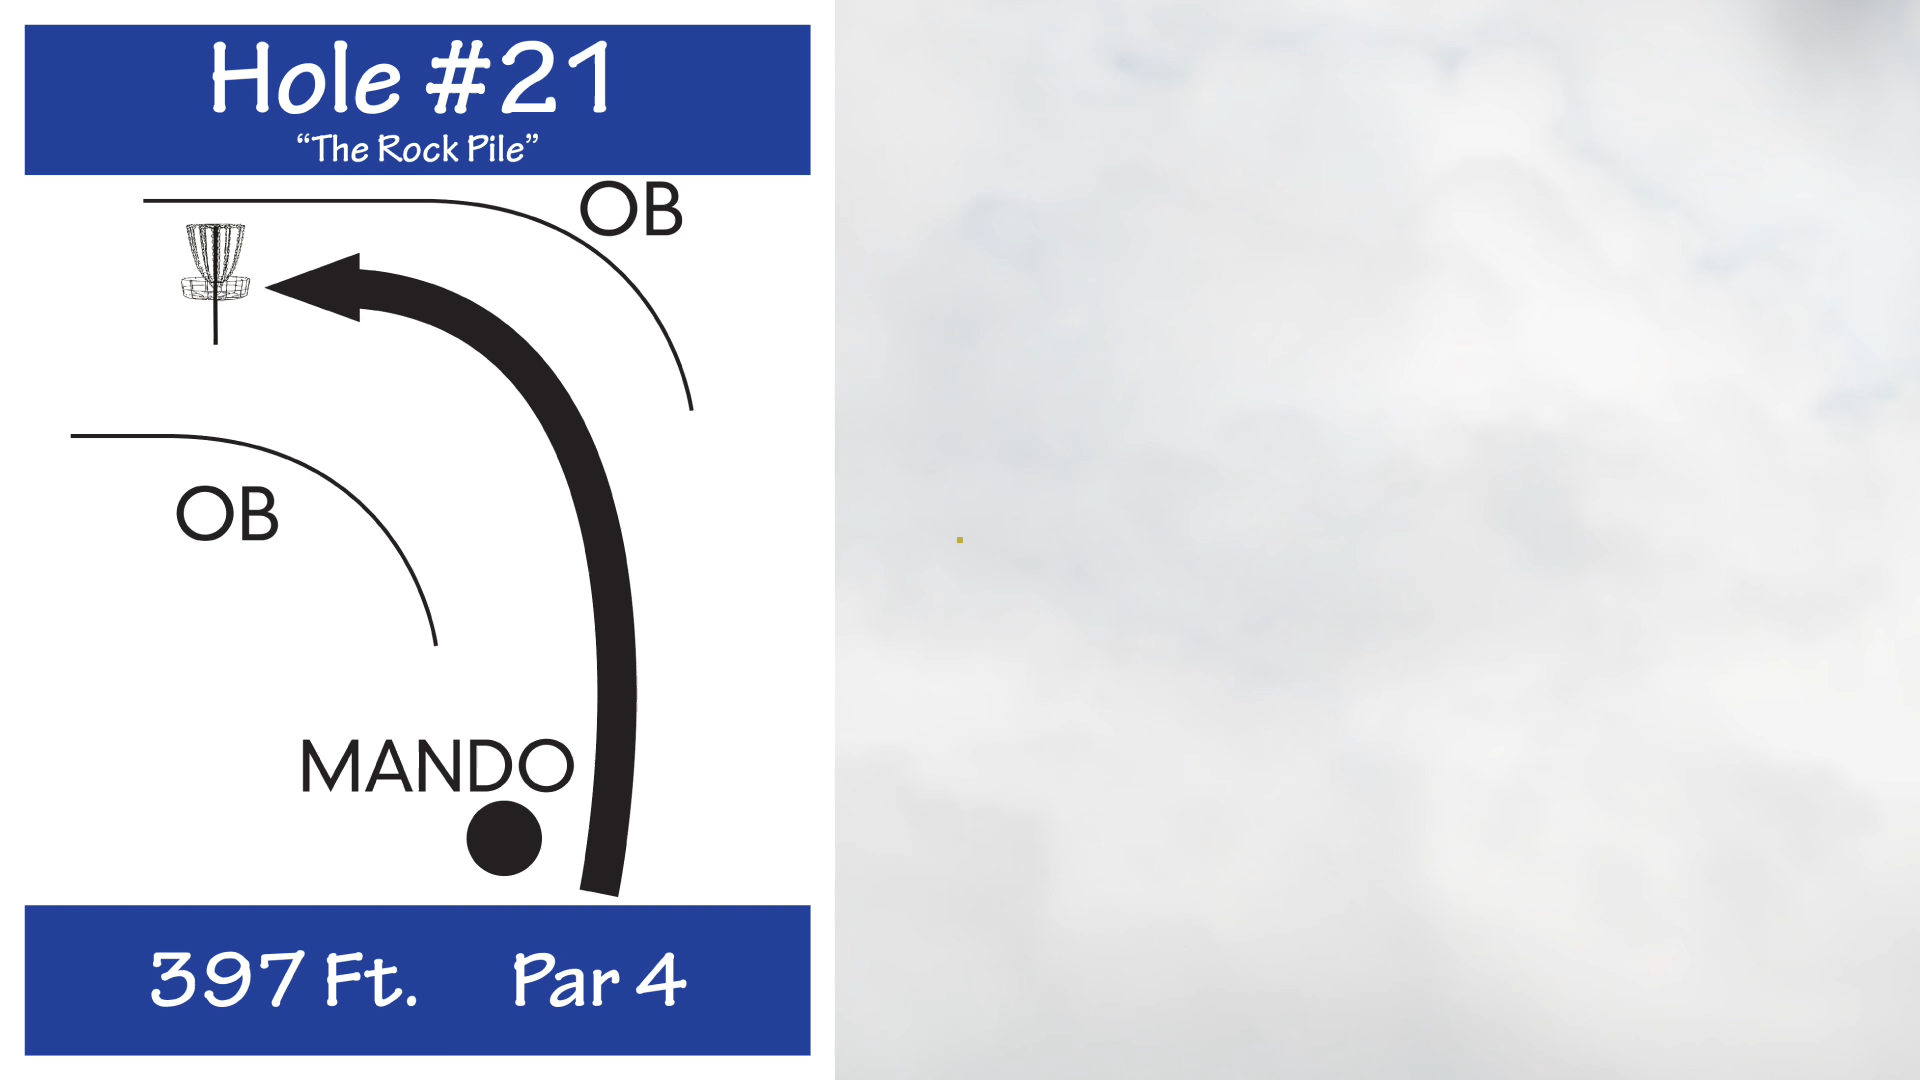 Hole #21
“The Rock Pile”
OB
OB
MANDO
397 Ft. Par 4